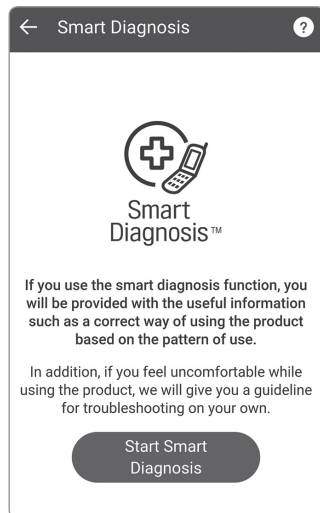 Smart Diagnosis
?
Smart
Diagnosis™
If you use the smart diagnosis function, you
will be provided with the useful information
such as a correct way of using the product
based on the pattern of use.
In addition, if you feel uncomfortable while
using the product, we will give you a guideline
for troubleshooting on your own.
Start Smart
Diagnosis